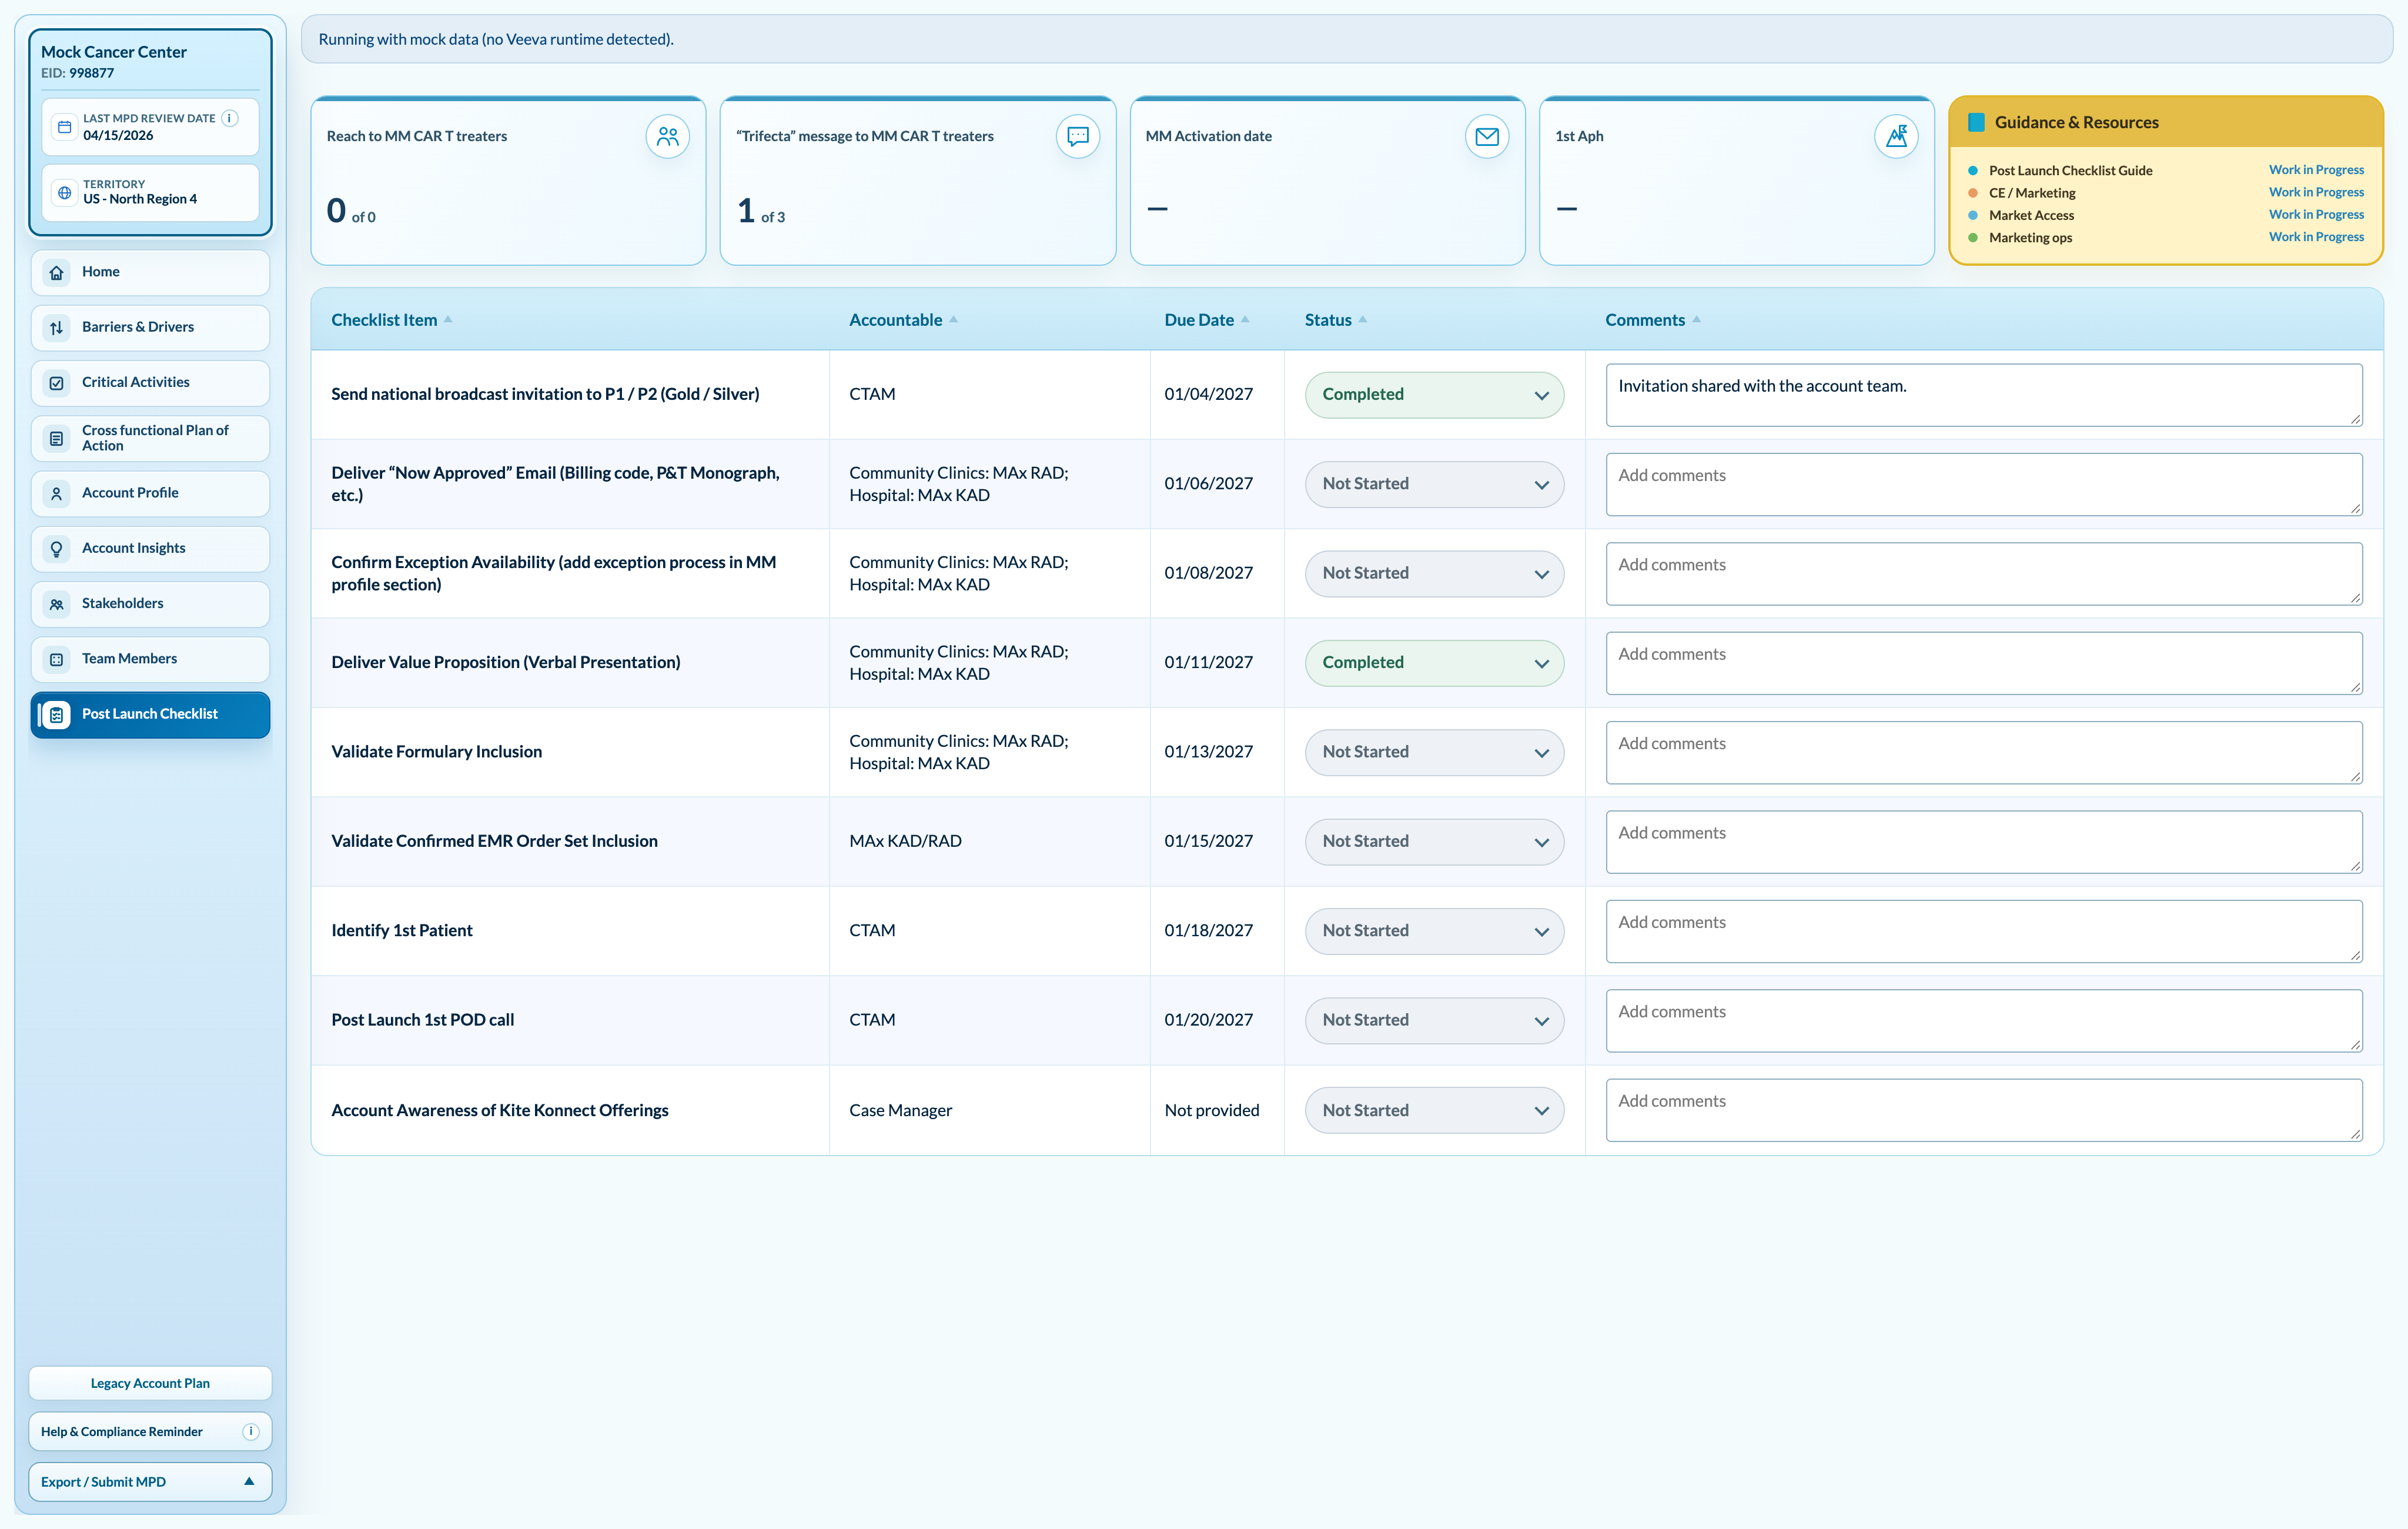 Mock Cancer Center
EID: 998877
LAST MPD REVIEW DATE i
04/15/2026
TERRITORY
US - North Region 4
Home
Barriers & Drivers
Critical Activities
Cross functional Plan of
Action
Account Profile
Account Insights
Stakeholders
Team Members
Post Launch Checklist
Legacy Account Plan
Help & Compliance Reminder i
Export / Submit MPD
Running with mock data (no Veeva runtime detected).
Reach to MM CAR T treaters
0 of 0
“Trifecta” message to MM CAR T treaters
1 of 3
MM Activation date
—
1st Aph
—
Guidance & Resources
Post Launch Checklist Guide Work in Progress
CE / Marketing Work in Progress
Market Access Work in Progress
Marketing ops Work in Progress
Checklist Item Accountable Due Date Status Comments
Send national broadcast invitation to P1 / P2 (Gold / Silver) CTAM 01/04/2027 Completed Invitation shared with the account team.
Deliver “Now Approved” Email (Billing code, P&T Monograph,
etc.)
Community Clinics: MAx RAD;
Hospital: MAx KAD
01/06/2027 Not Started Add comments
Confirm Exception Availability (add exception process in MM
profile section)
Community Clinics: MAx RAD;
Hospital: MAx KAD
01/08/2027 Not Started Add comments
Deliver Value Proposition (Verbal Presentation)
Community Clinics: MAx RAD;
Hospital: MAx KAD
01/11/2027 Completed Add comments
Validate Formulary Inclusion
Community Clinics: MAx RAD;
Hospital: MAx KAD
01/13/2027 Not Started Add comments
Validate Confirmed EMR Order Set Inclusion MAx KAD/RAD 01/15/2027 Not Started Add comments
Identify 1st Patient CTAM 01/18/2027 Not Started Add comments
Post Launch 1st POD call CTAM 01/20/2027 Not Started Add comments
Account Awareness of Kite Konnect Offerings Case Manager Not provided Not Started Add comments